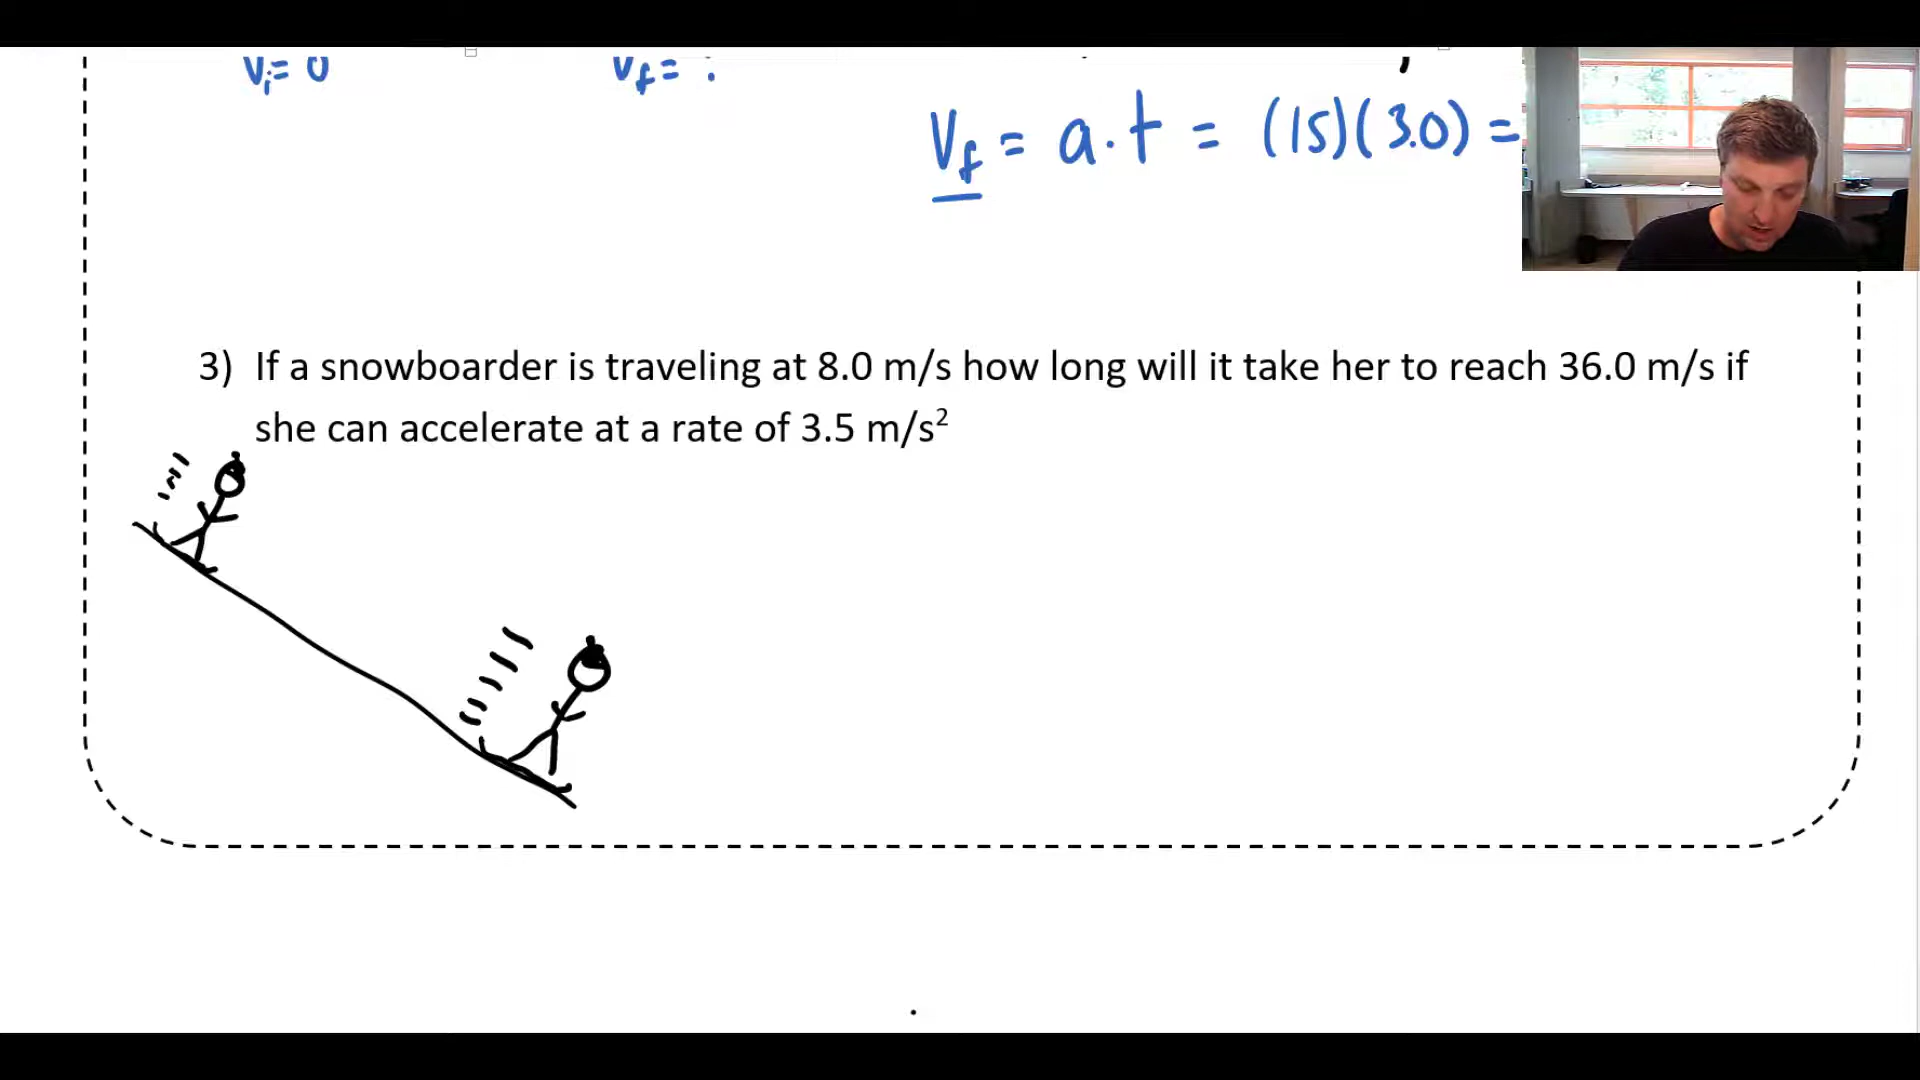 Vi = 0
Vf = ?
Vf = a · t = (15)(3.0) =
3) If a snowboarder is traveling at 8.0 m/s how long will it take her to reach 36.0 m/s if
she can accelerate at a rate of 3.5 m/s²